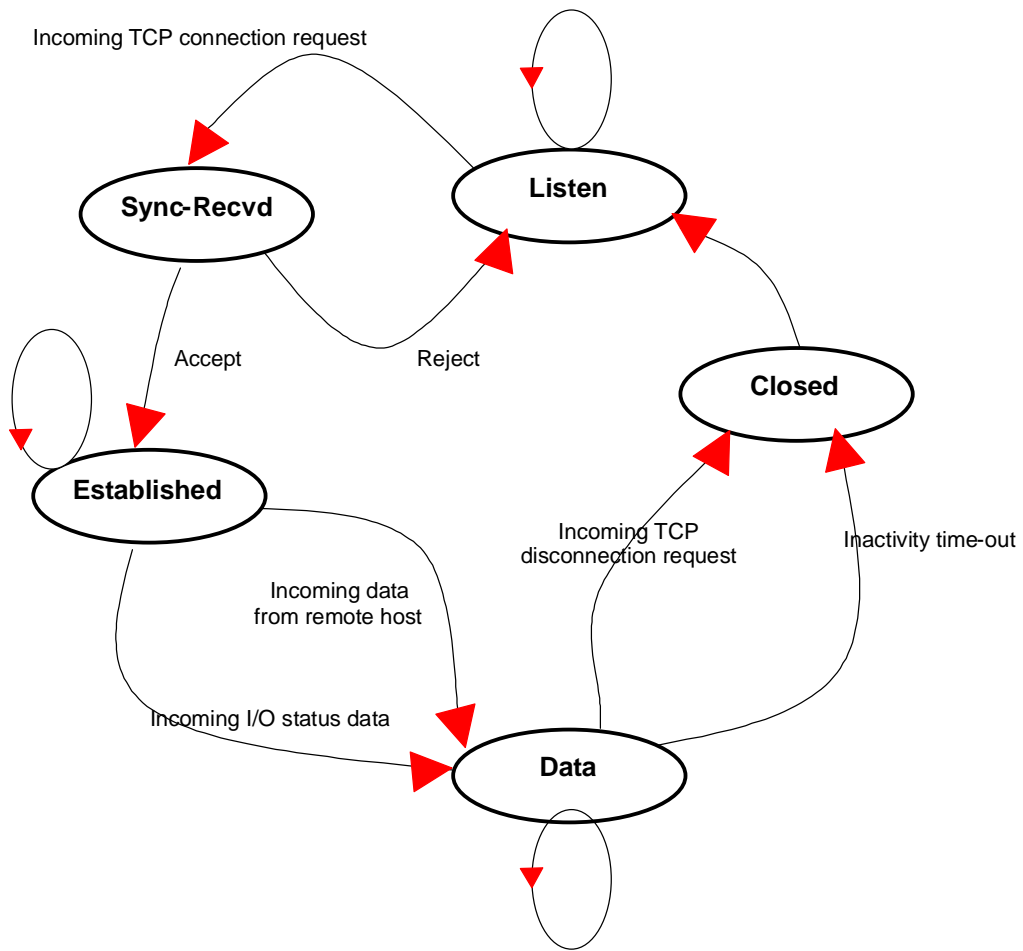 Incoming TCP connection request
Listen
Sync-Recvd
Accept
Reject
Closed
Established
Incoming TCP
disconnection request
Inactivity time-out
Incoming data
from remote host
Incoming I/O status data
Data